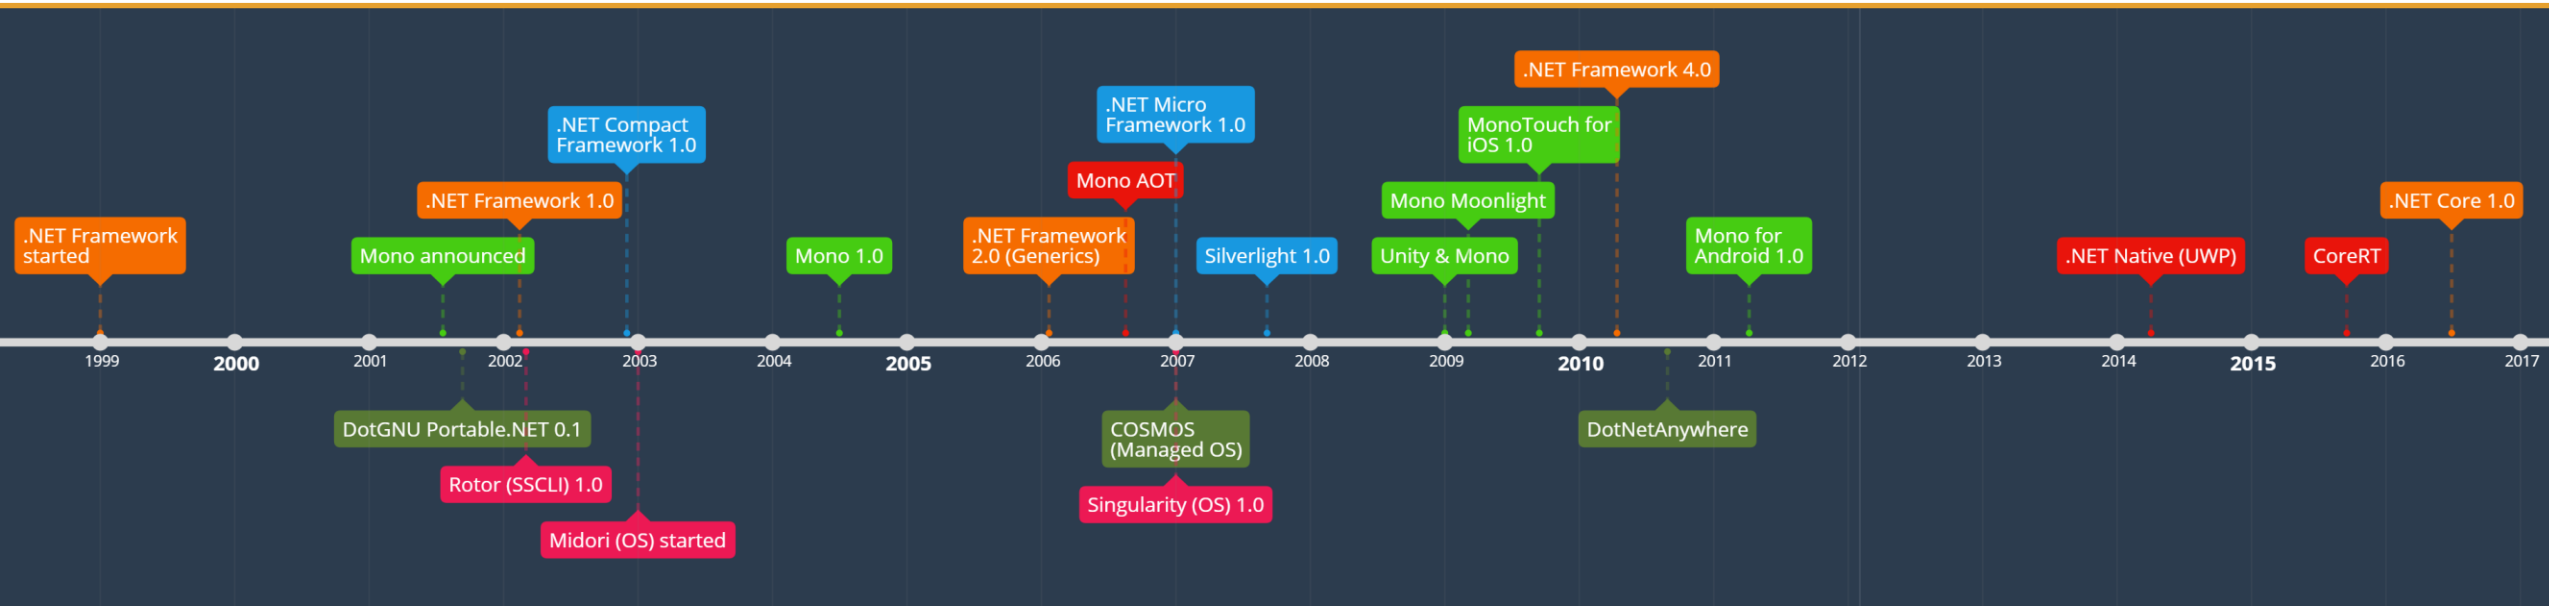 .NET Framework 4.0
.NET Micro
Framework 1.0
.NET Compact
Framework 1.0
MonoTouch for
iOS 1.0
Mono AOT
.NET Framework 1.0
Mono Moonlight
.NET Core 1.0
.NET Framework
started
Mono announced
Mono 1.0
.NET Framework
2.0 (Generics)
Silverlight 1.0
Unity & Mono
Mono for
Android 1.0
.NET Native (UWP)
CoreRT
1999 2000 2001 2002 2003 2004 2005 2006 2007 2008 2009 2010 2011 2012 2013 2014 2015 2016 2017
DotGNU Portable.NET 0.1
COSMOS
(Managed OS)
DotNetAnywhere
Rotor (SSCLI) 1.0
Singularity (OS) 1.0
Midori (OS) started